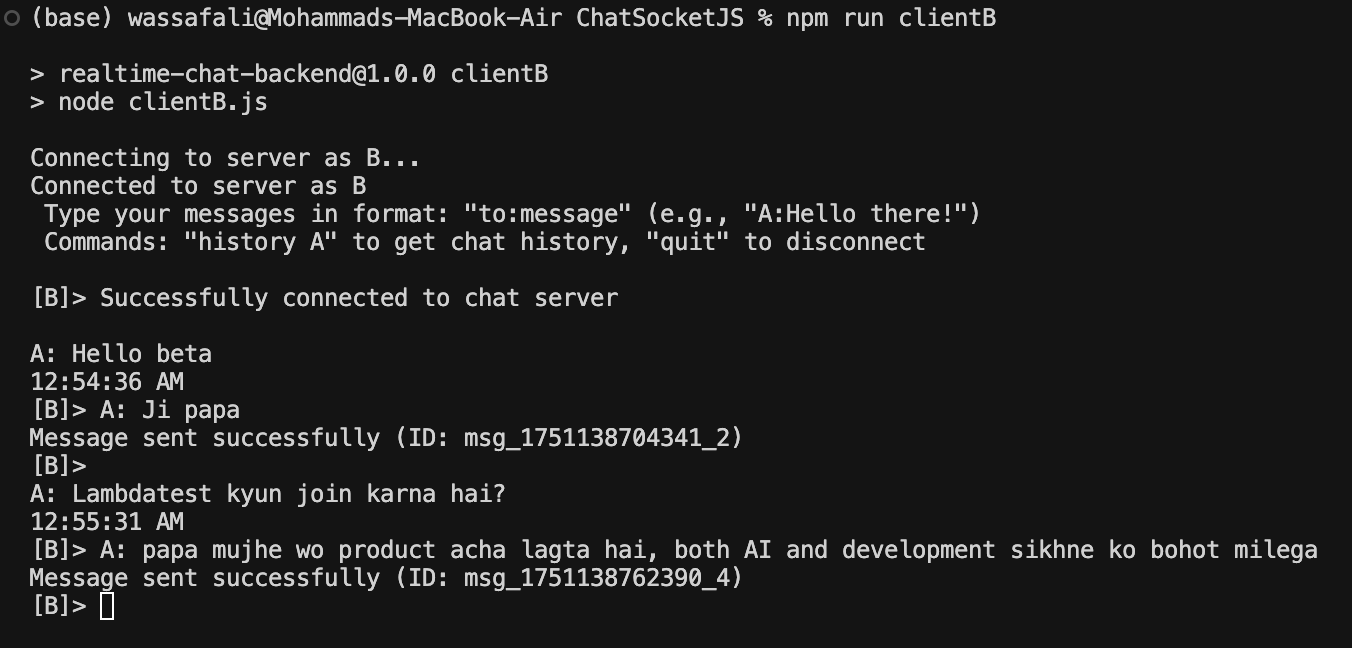 (base) wassafali@Mohammads-MacBook-Air ChatSocketJS % npm run clientB
> realtime-chat-backend@1.0.0 clientB
> node clientB.js
Connecting to server as B...
Connected to server as B
Type your messages in format: "to:message" (e.g., "A:Hello there!")
Commands: "history A" to get chat history, "quit" to disconnect
[B]> Successfully connected to chat server
A: Hello beta
12:54:36 AM
[B]> A: Ji papa
Message sent successfully (ID: msg_1751138704341_2)
[B]>
A: Lambdatest kyun join karna hai?
12:55:31 AM
[B]> A: papa mujhe wo product acha lagta hai, both AI and development sikhne ko bohot milega
Message sent successfully (ID: msg_1751138762390_4)
[B]>